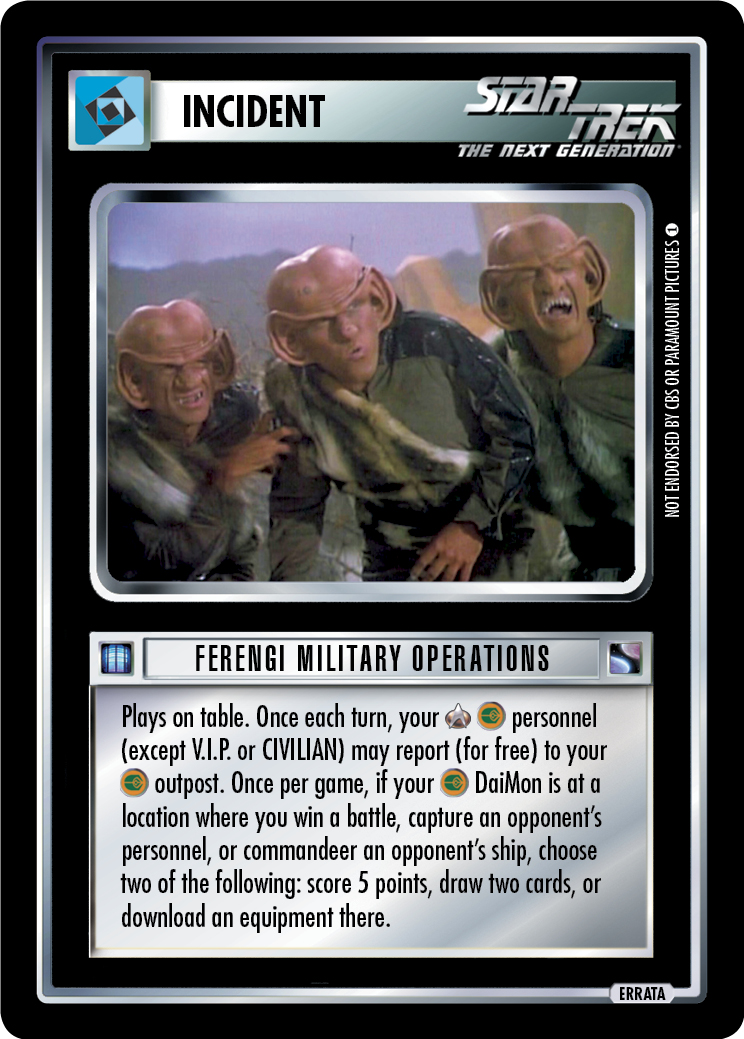 INCIDENT
STAR TREK
THE NEXT GENERATION
NOT ENDORSED BY CBS OR PARAMOUNT PICTURES 1
FERENGI MILITARY OPERATIONS
Plays on table. Once each turn, your personnel
(except V.I.P. or CIVILIAN) may report (for free) to your
outpost. Once per game, if your DaiMon is at a
location where you win a battle, capture an opponent's
personnel, or commandeer an opponent's ship, choose
two of the following: score 5 points, draw two cards, or
download an equipment there.
ERRATA